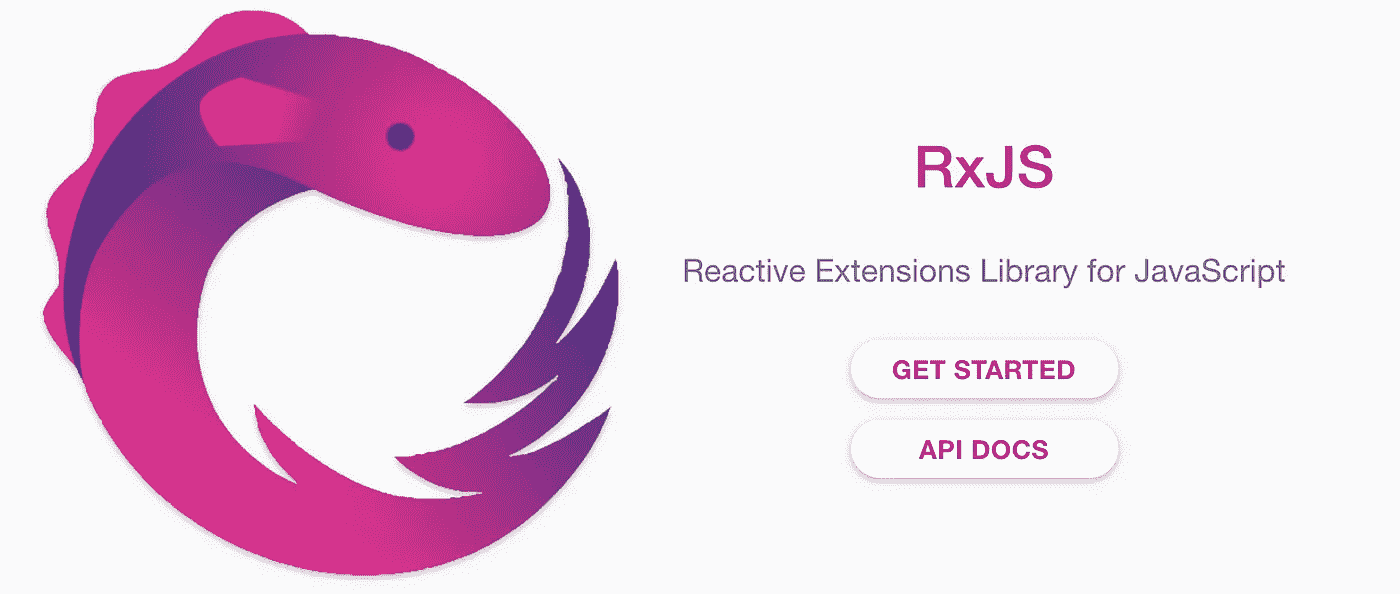 RxJS
Reactive Extensions Library for JavaScript
GET STARTED
API DOCS